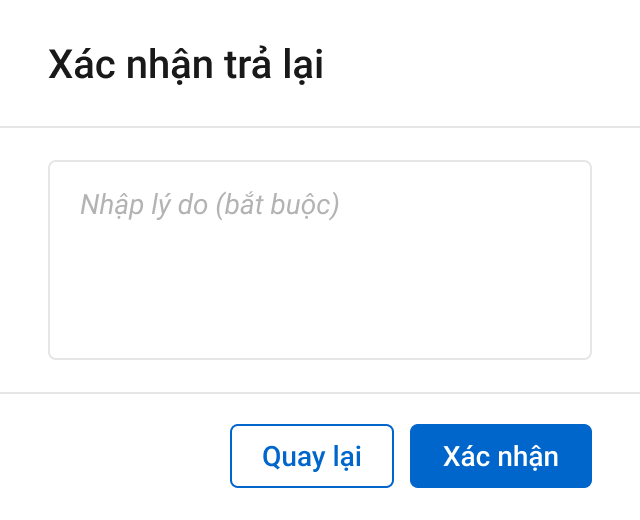 Xác nhận trả lại
Nhập lý do (bắt buộc)
Quay lại
Xác nhận